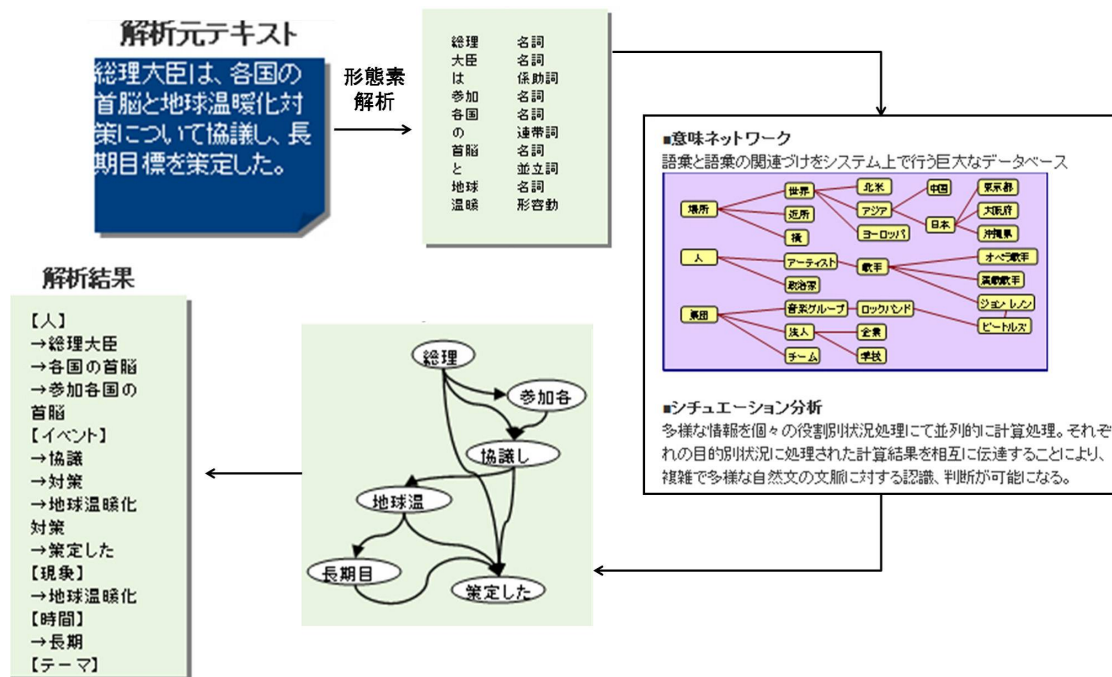 解析元テキスト
総理大臣は、各国の
首脳と地球温暖化対
策について協議し、長
期目標を策定した。
形態素
解析
総理 名詞
大臣 名詞
は 係助詞
参加 名詞
各国 名詞
の 連帯詞
首脳 名詞
と 並立詞
地球 名詞
温暖 形容動
■意味ネットワーク
語彙と語彙の関連づけをシステム上で行う巨大なデータベース
場所
世界
近所
横
北米
アジア
ヨーロッパ
中国
日本
東京都
大阪府
沖縄県
人
アーティスト
政治家
歌手
オペラ歌手
演歌歌手
ジョン・レノン
ビートルズ
集団
音楽グループ
ロックバンド
法人
企業
学校
チーム
■シチュエーション分析
多様な情報を個々の役割別状況処理にて並列的に計算処理。それぞ
れの目的別状況に処理された計算結果を相互に伝達することにより、
複雑で多様な自然文の文脈に対する認識、判断が可能になる。
総理
参加各
協議し
地球温
長期目
策定した
解析結果
【人】
→総理大臣
→各国の首脳
→参加各国の
首脳
【イベント】
→協議
→対策
→地球温暖化
対策
→策定した
【現象】
→地球温暖化
【時間】
→長期
【テーマ】